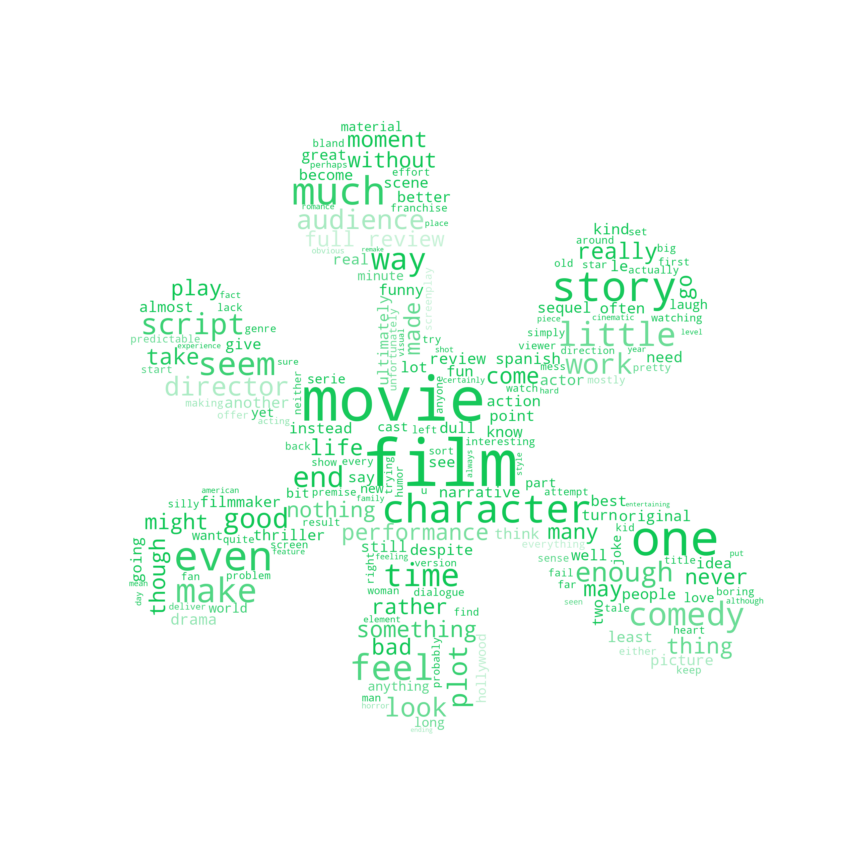 material
bland moment
great without
perhaps effort
become scene
much better
romance franchise
audience place
full review
obvious remake
real way
minute
funny
screenplay
ultimately
unfortunately
visual
made
try
shot
lot
kind set
really around big
le old star actually first
story go
laugh
sequel often piece cinematic watching
little level
simply viewer direction year
work need
mess pretty
hard mostly
actor
play fact
almost lack
script genre
predictable give
experience
take seem sure
start
director
making another
offer yet acting
neither
serie
instead
back
life
review spanish
fun come
anyone certainly watch
action
movie point
cast left dull know
interesting
film
show every sort see
always
style
end say
trying
humor
new
bit premise u narrative
family
part attempt
character
nothing result
performance think many
everything
still despite well
sense
right feeling version
time dialogue
woman
rather find
element
something
bad
probably
feel plot
anything
man look
horror
long
ending
hollywood
american
silly filmmaker
might good
want quite thriller
screen feature
going though even
fan problem
mean day
make
deliver world
drama
best entertaining
turn original
kid put
joke one
title idea
fail enough never boring
far seen although
may people love
two tale comedy
heart
least thing
either picture
keep